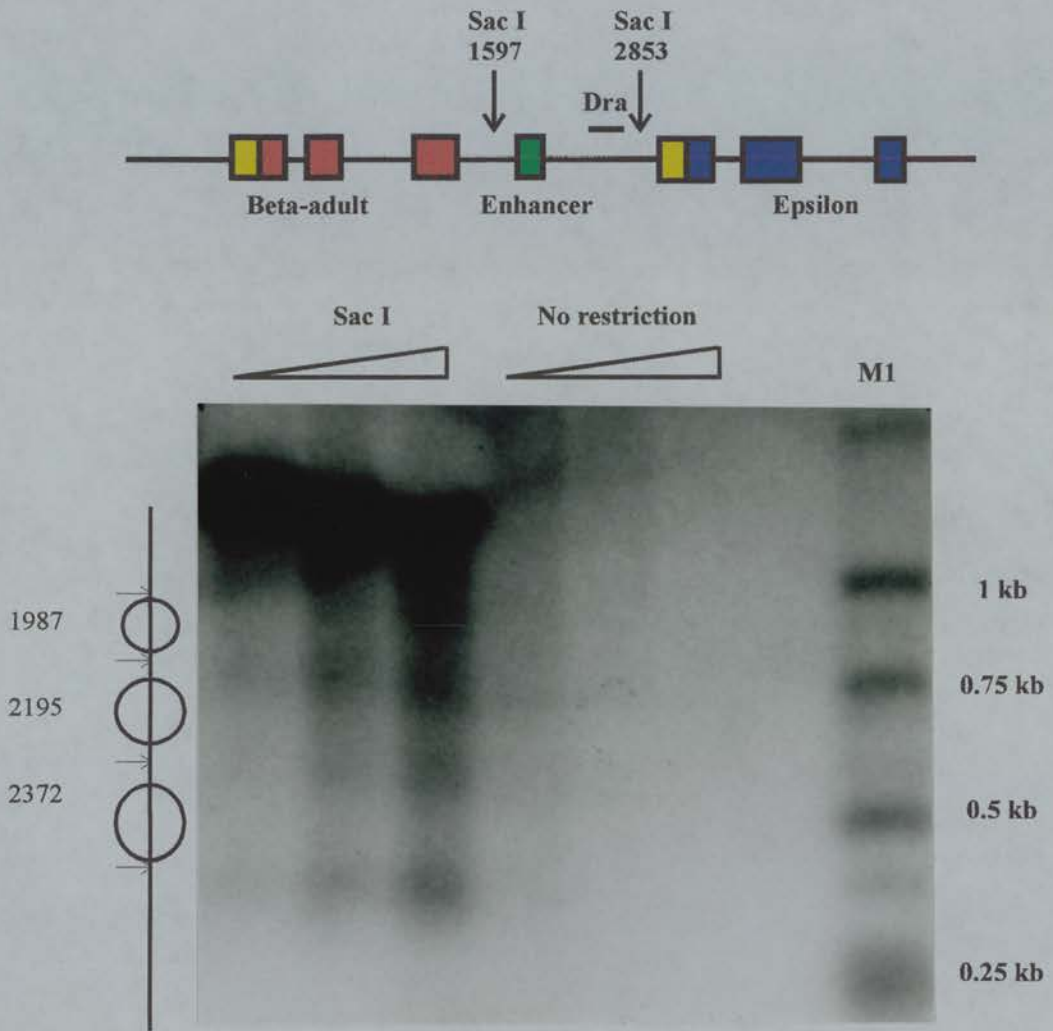 Sac I Sac I
1597 2853
Dra
Beta-adult Enhancer Epsilon
Sac I No restriction
M1
1987
1 kb
0.75 kb
2195
2372
0.5 kb
0.25 kb